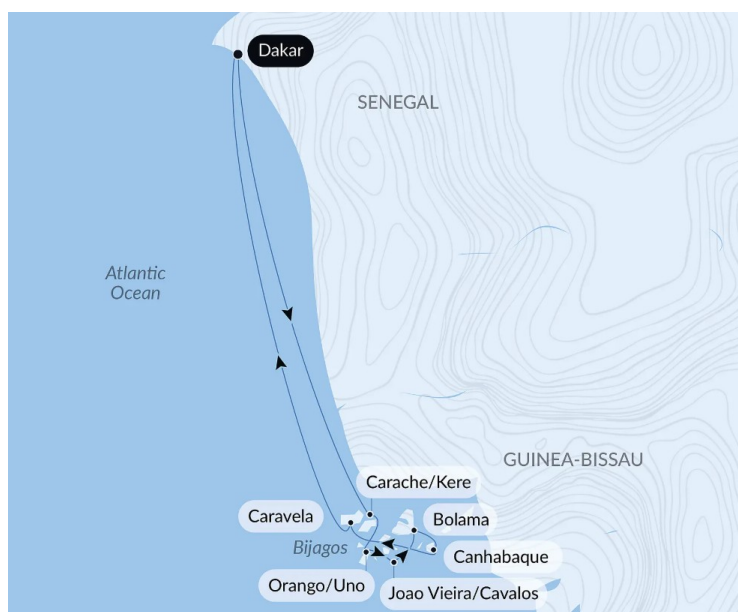 Dakar
SENEGAL
Atlantic
Ocean
GUINEA-BISSAU
Carache/Kere
Caravela
Bolama
Bijagos
Canhabaque
Orango/Uno
Joao Vieira/Cavalos